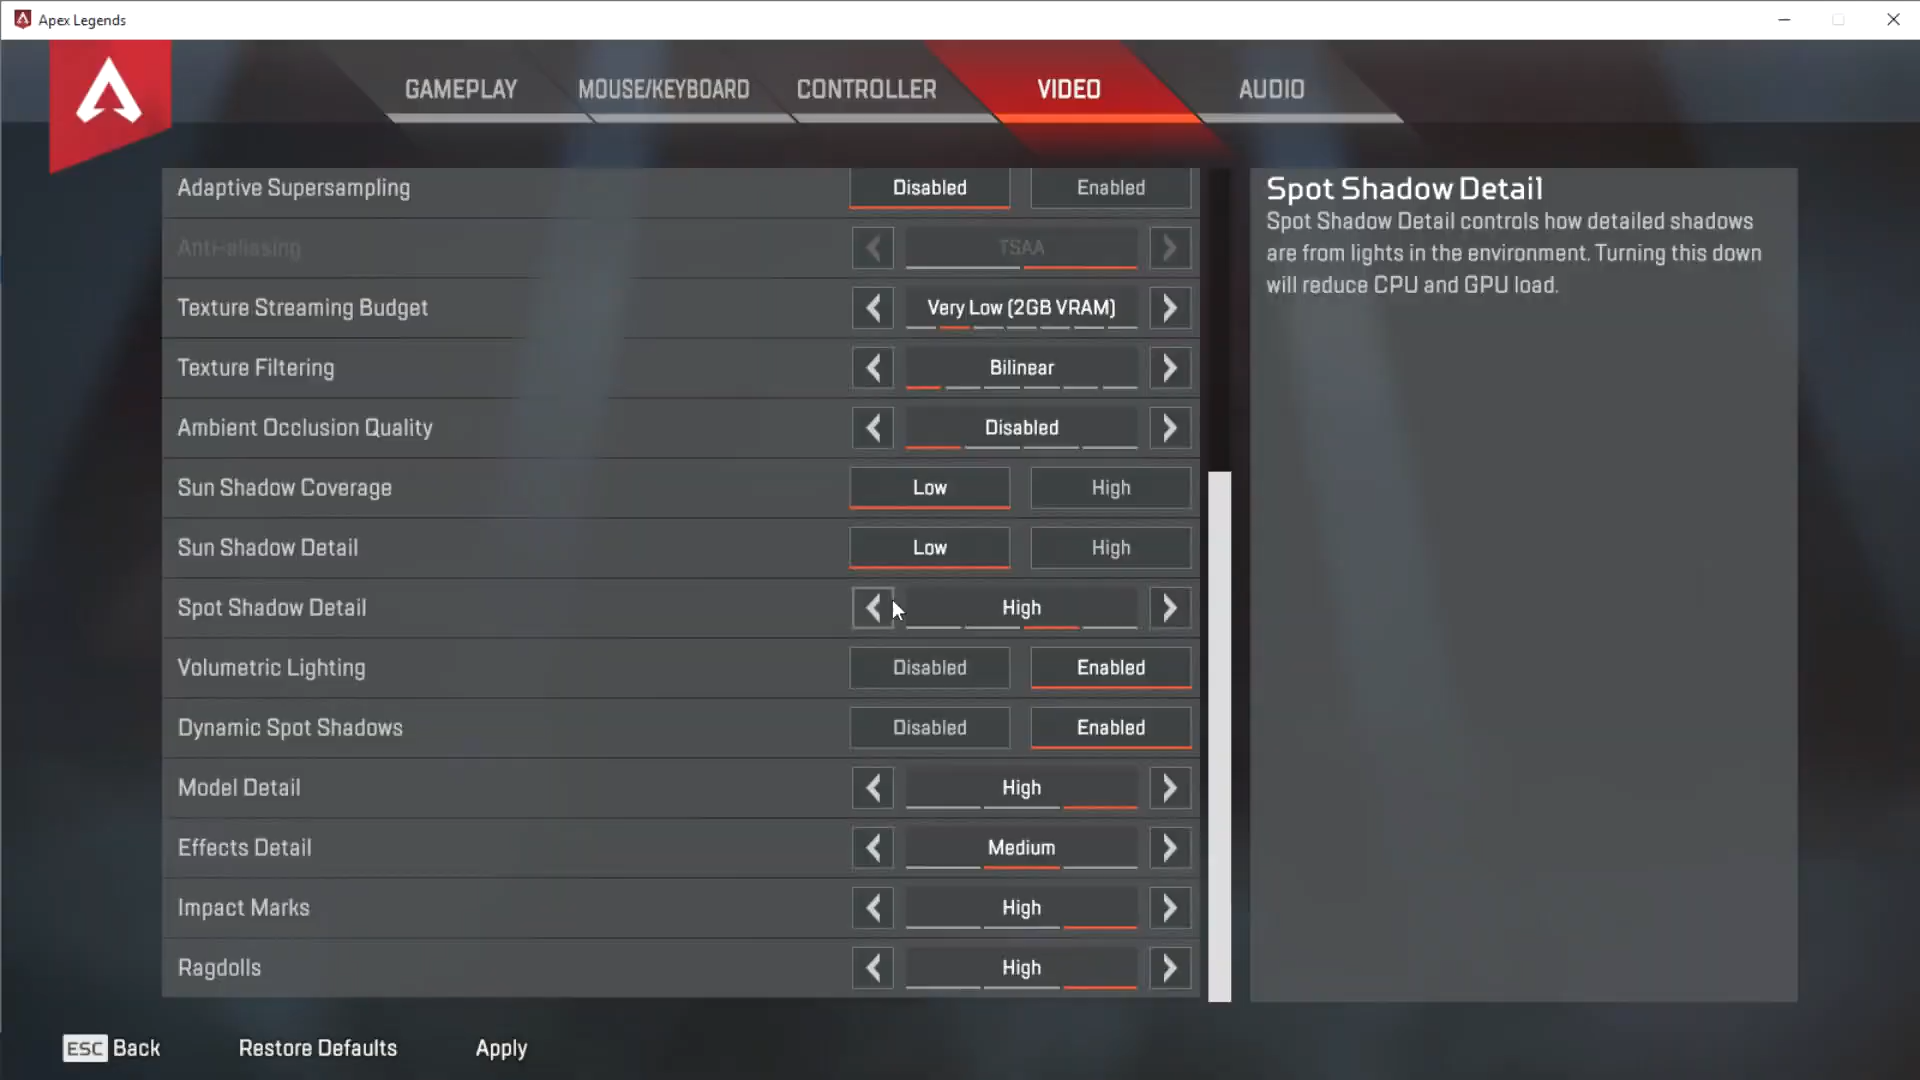 Apex Legends
GAMEPLAY MOUSE/KEYBOARD CONTROLLER VIDEO AUDIO
Adaptive Supersampling Disabled Enabled
Anti-aliasing TSAA
Texture Streaming Budget Very Low (2GB VRAM)
Texture Filtering Bilinear
Ambient Occlusion Quality Disabled
Sun Shadow Coverage Low High
Sun Shadow Detail Low High
Spot Shadow Detail High
Volumetric Lighting Disabled Enabled
Dynamic Spot Shadows Disabled Enabled
Model Detail High
Effects Detail Medium
Impact Marks High
Ragdolls High
Spot Shadow Detail
Spot Shadow Detail controls how detailed shadows
are from lights in the environment. Turning this down
will reduce CPU and GPU load.
ESC Back Restore Defaults Apply